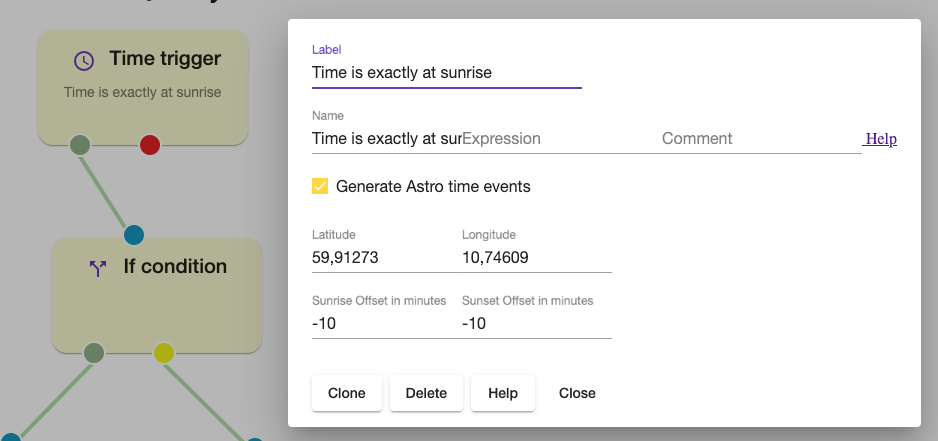 Time trigger
Time is exactly at sunrise
If condition
Label
Time is exactly at sunrise
Name
Time is exactly at sur
Expression
Comment
Help
Generate Astro time events
Latitude
Longitude
59,91273
10,74609
Sunrise Offset in minutes
Sunset Offset in minutes
-10
-10
Clone
Delete
Help
Close